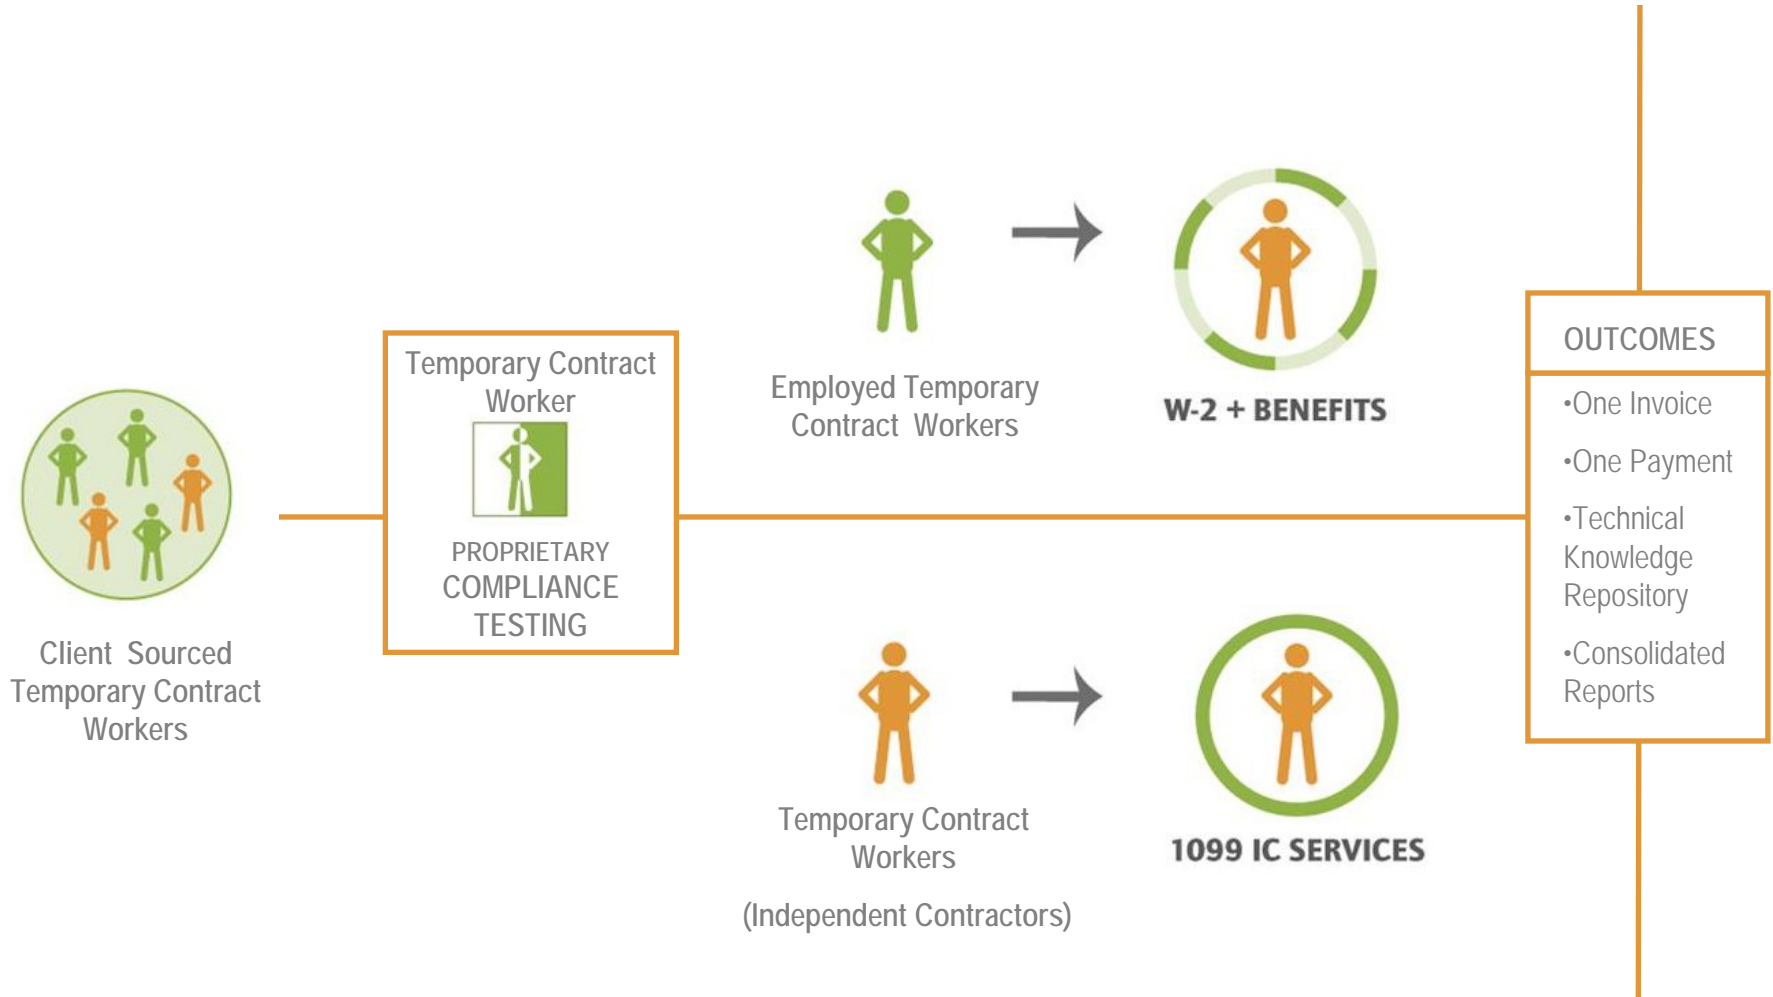 Client Sourced
Temporary Contract
Workers
Temporary Contract
Worker
PROPRIETARY
COMPLIANCE
TESTING
Employed Temporary
Contract Workers
W-2 + BENEFITS
Temporary Contract
Workers
(Independent Contractors)
1099 IC SERVICES
OUTCOMES
•One Invoice
•One Payment
•Technical
Knowledge
Repository
•Consolidated
Reports